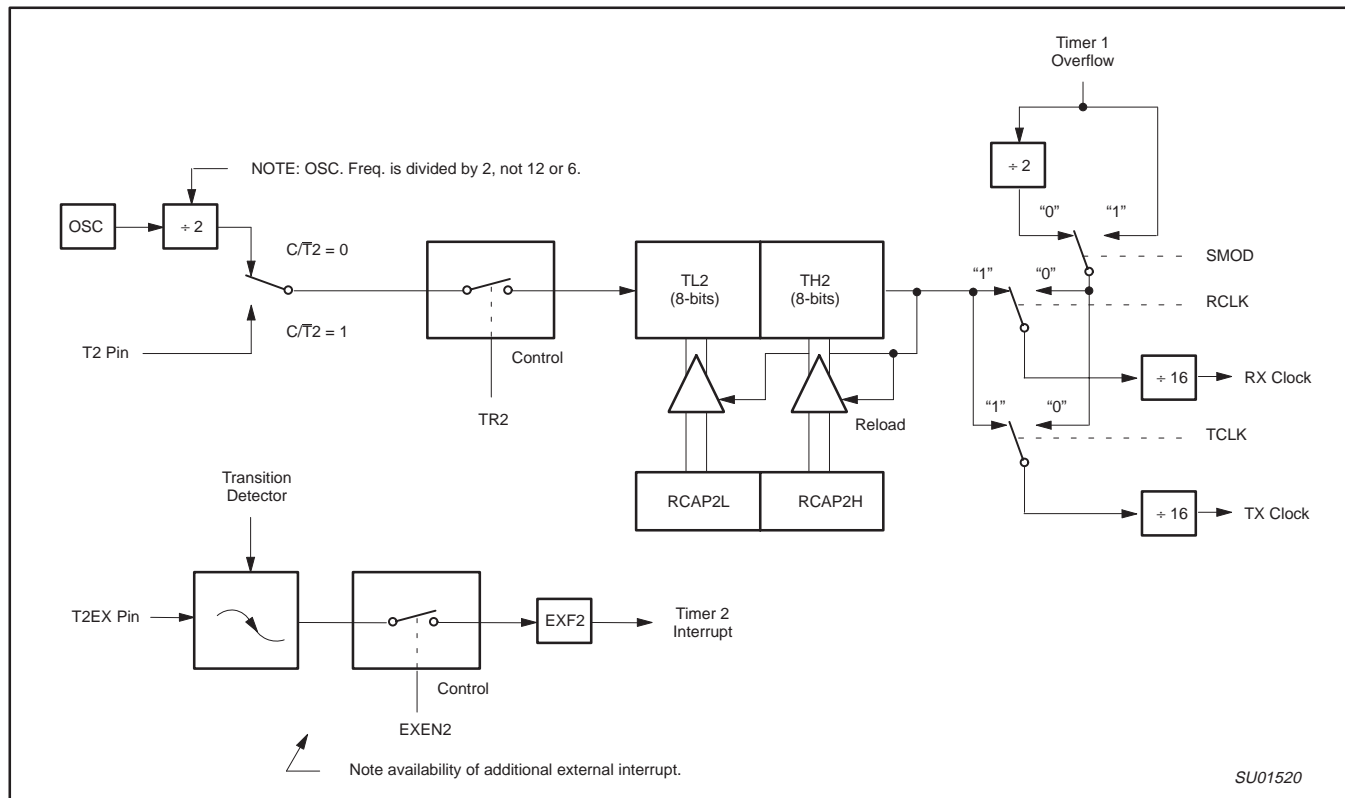 Timer 1
Overflow
NOTE: OSC. Freq. is divided by 2, not 12 or 6.
÷ 2
“0”
“1”
OSC
÷ 2
C/T̅2 = 0
SMOD
TL2
(8-bits)
TH2
(8-bits)
“1”
“0”
RCLK
C/T̅2 = 1
T2 Pin
Control
÷ 16
RX Clock
TR2
Reload
“1”
“0”
TCLK
Transition
Detector
RCAP2L
RCAP2H
÷ 16
TX Clock
T2EX Pin
EXF2
Timer 2
Interrupt
Control
EXEN2
Note availability of additional external interrupt.
SU01520